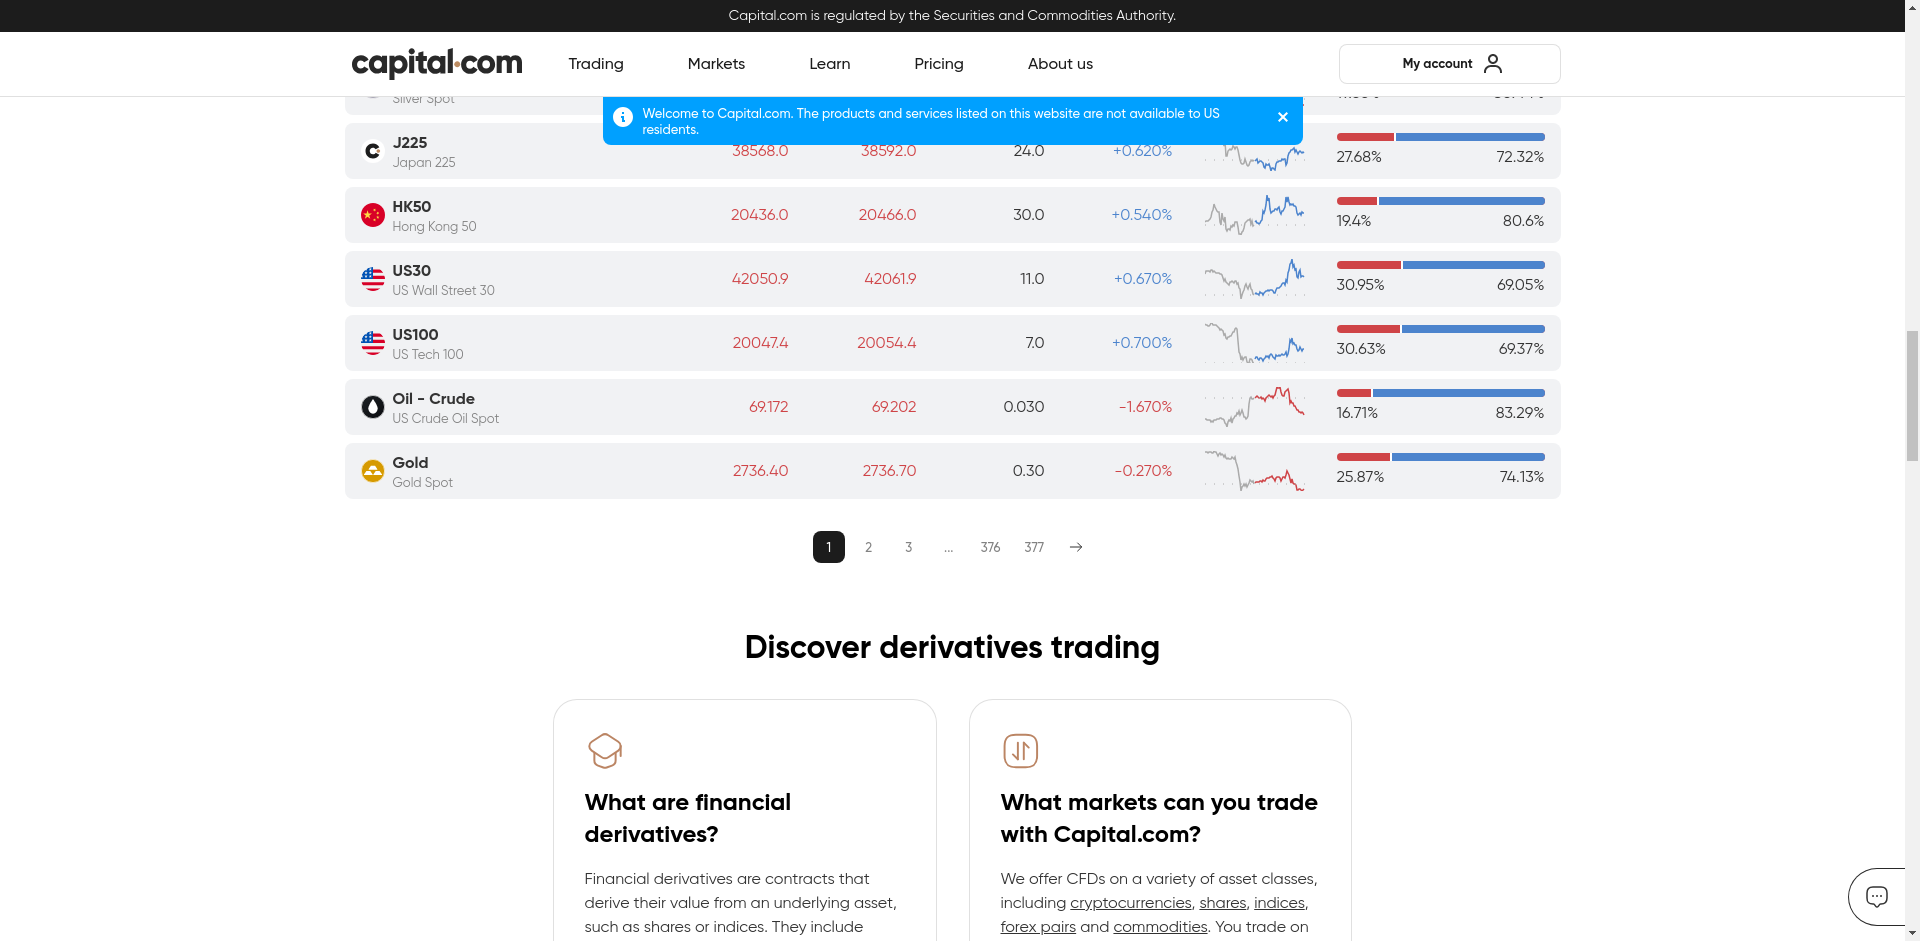 Capital.com is regulated by the Securities and Commodities Authority.
capital.com
Trading
Markets
Learn
Pricing
About us
My account
Silver Spot
Welcome to Capital.com. The products and services listed on this website are not available to US
residents.
J225
Japan 225
38568.0
38592.0
24.0
+0.620%
27.68%
72.32%
HK50
Hong Kong 50
20436.0
20466.0
30.0
+0.540%
19.4%
80.6%
US30
US Wall Street 30
42050.9
42061.9
11.0
+0.670%
30.95%
69.05%
US100
US Tech 100
20047.4
20054.4
7.0
+0.700%
30.63%
69.37%
Oil - Crude
US Crude Oil Spot
69.172
69.202
0.030
-1.670%
16.71%
83.29%
Gold
Gold Spot
2736.40
2736.70
0.30
-0.270%
25.87%
74.13%
1
2
3
...
376
377
Discover derivatives trading
What are financial
derivatives?
Financial derivatives are contracts that
derive their value from an underlying asset,
such as shares or indices. They include
What markets can you trade
with Capital.com?
We offer CFDs on a variety of asset classes,
including cryptocurrencies, shares, indices,
forex pairs and commodities. You trade on